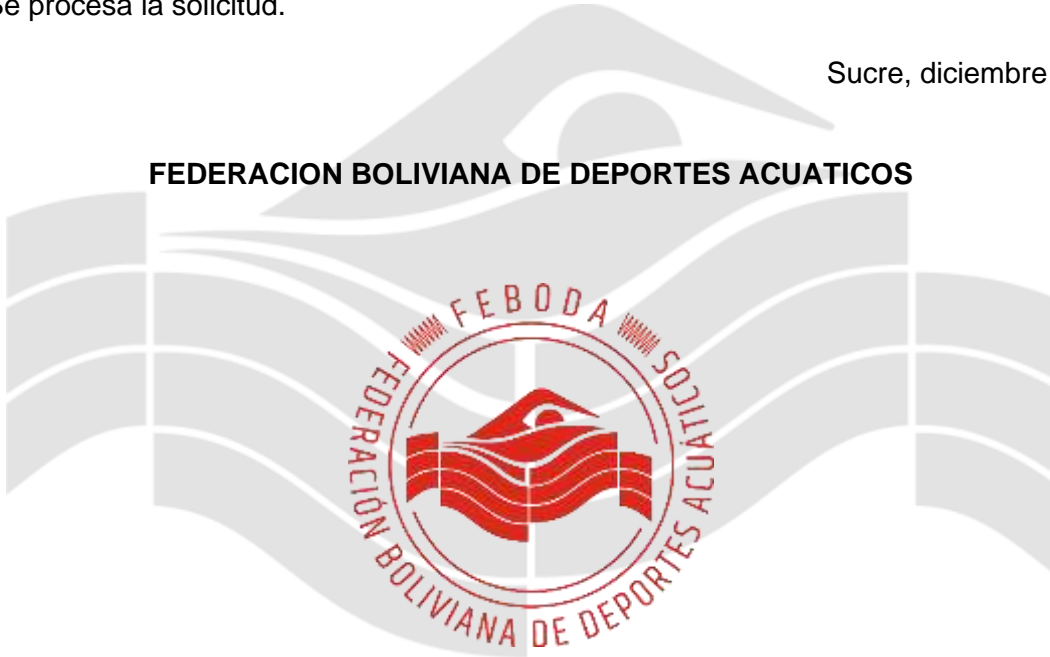 Se procesa la solicitud.
Sucre, diciembre
FEDERACION BOLIVIANA DE DEPORTES ACUATICOS
FEBODA
FEDERACIÓN BOLIVIANA DE DEPORTES ACUÁTICOS